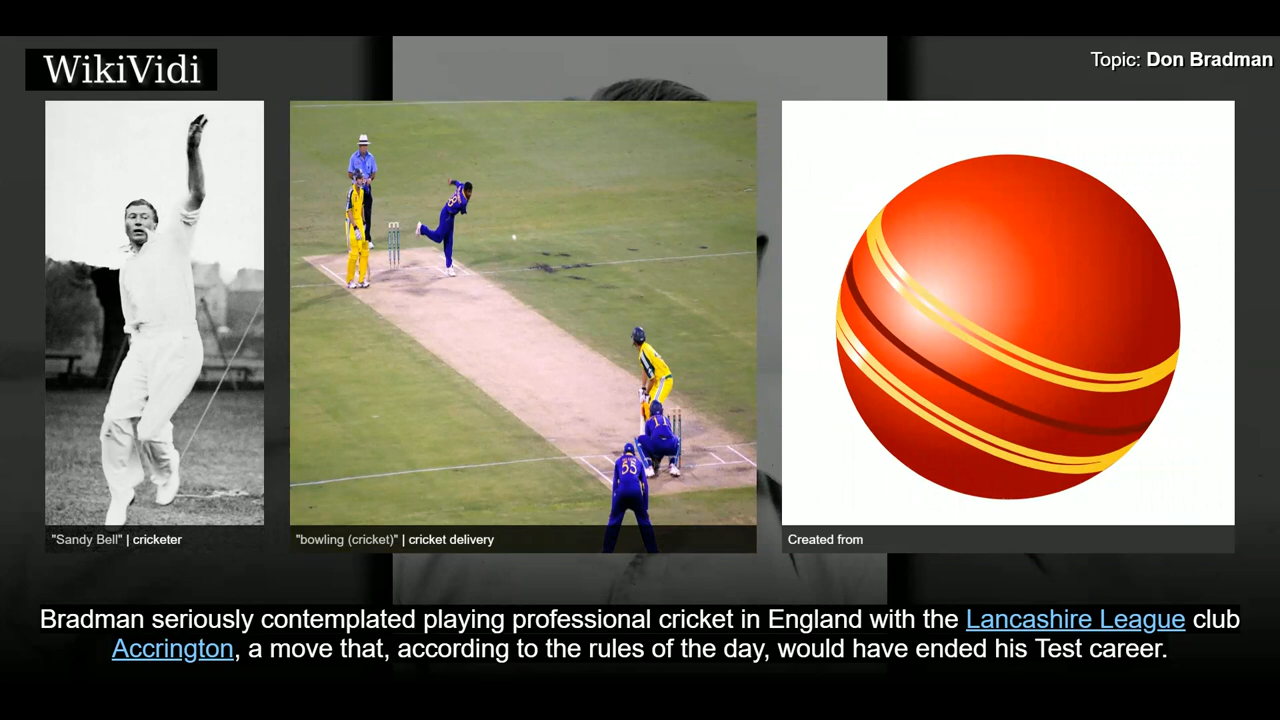 WikiVidi
Topic: Don Bradman
55
"Sandy Bell" | cricketer
"bowling (cricket)" | cricket delivery
Created from
Bradman seriously contemplated playing professional cricket in England with the Lancashire League club
Accrington, a move that, according to the rules of the day, would have ended his Test career.